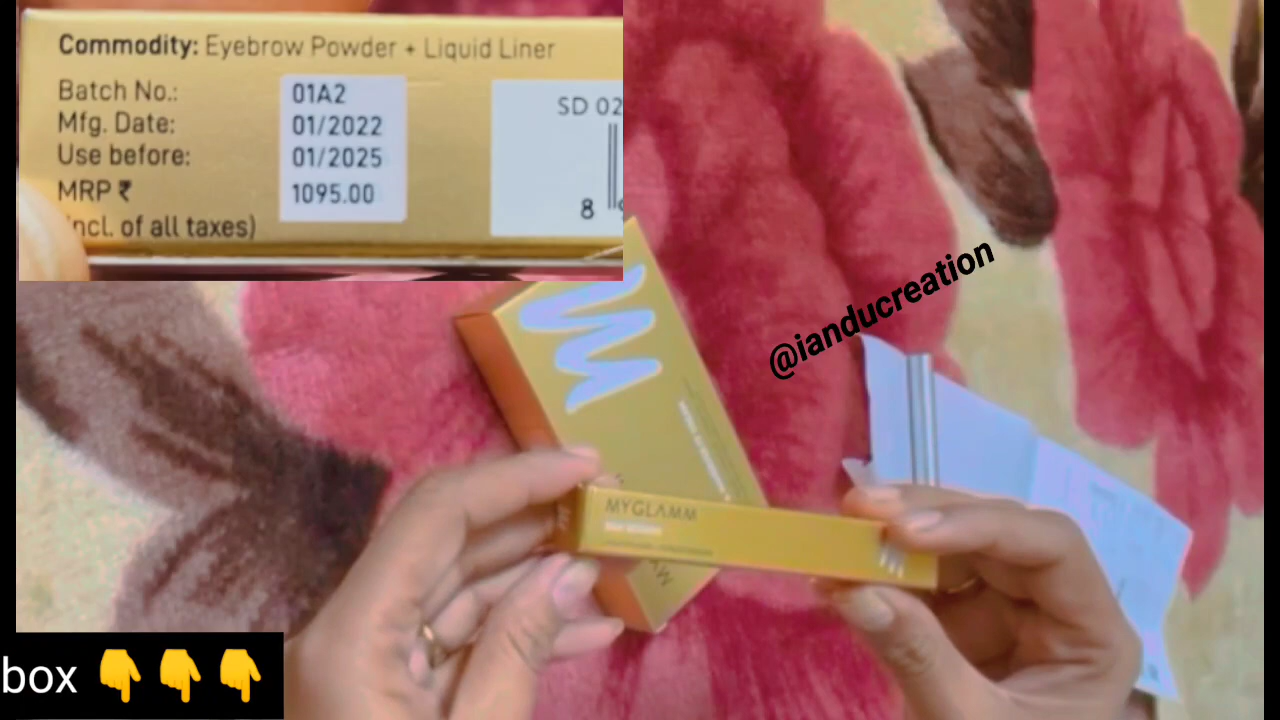 Commodity: Eyebrow Powder + Liquid Liner
Batch No.: 01A2
Mfg. Date: 01/2022
Use before: 01/2025
MRP ₹ 1095.00
incl. of all taxes)
SD 02
8
@ianducreation
MYGLAMM
box 👇👇👇